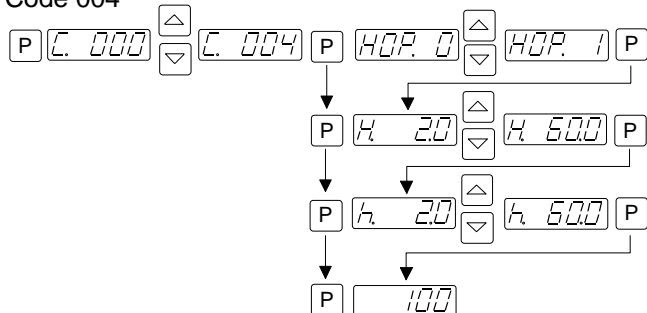 Code 004
P C. 000 C. 004 P HOP. 0 HOP. 1 P
P H. 2.0 H. 60.0 P
P h. 2.0 h. 60.0 P
P 100